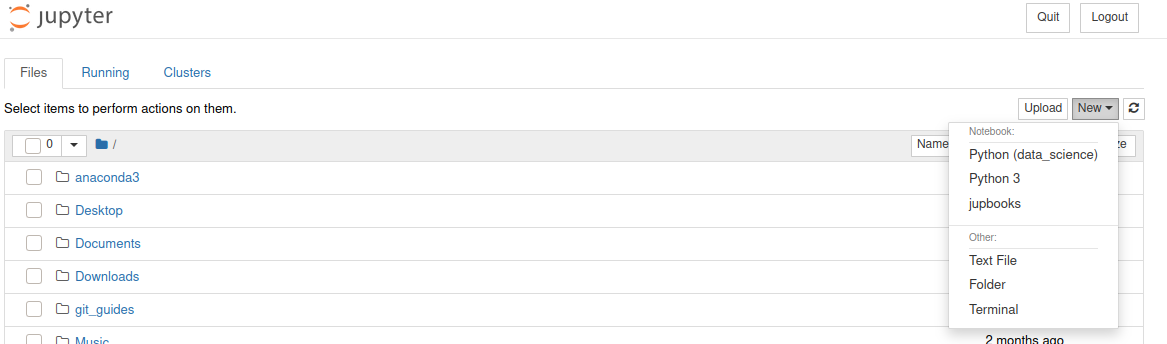 jupyter
Quit Logout
Files Running Clusters
Select items to perform actions on them.
Upload New
0 / Name ze
Notebook:
Python (data_science)
Python 3
jupbooks
Other:
Text File
Folder
Terminal
anaconda3
Desktop
Documents
Downloads
git_guides
Music
2 months ago